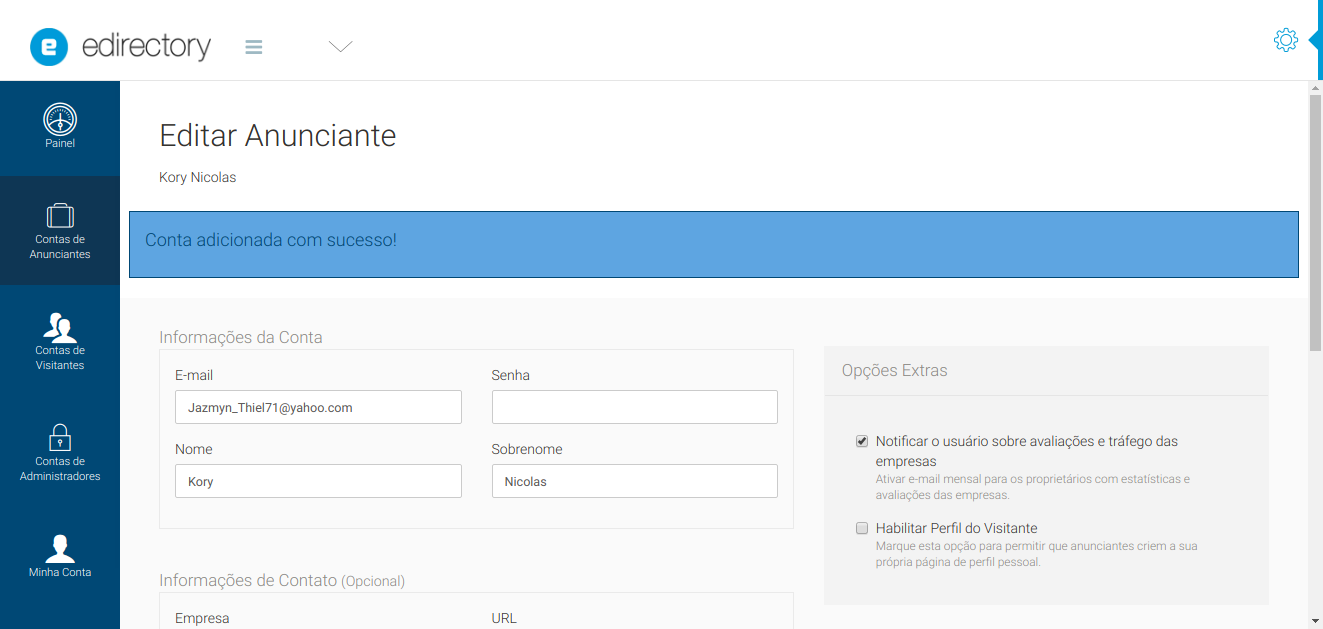 edirectory
Painel
Contas de
Anunciantes
Contas de
Visitantes
Contas de
Administradores
Minha Conta
Editar Anunciante
Kory Nicolas
Conta adicionada com sucesso!
Informações da Conta
E-mail
Senha
Jazmyn_Thiel71@yahoo.com
Nome
Sobrenome
Kory
Nicolas
Informações de Contato (Opcional)
Empresa
URL
Opções Extras
Notificar o usuário sobre avaliações e tráfego das
empresas
Ativar e-mail mensal para os proprietários com estatísticas e
avaliações das empresas.
Habilitar Perfil do Visitante
Marque esta opção para permitir que anunciantes criem a sua
própria página de perfil pessoal.